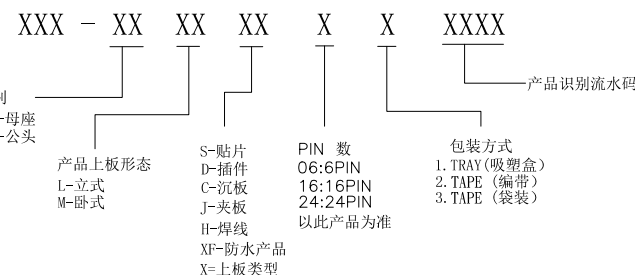 XXX - XX XX XX X X XXXX
产品识别流水码
别
-母座
-公头
产品上板形态
L-立式
M-卧式
S-贴片
D-插件
C-沉板
J-夹板
H-焊线
XF-防水产品
X=上板类型
PIN 数
06:6PIN
16:16PIN
24:24PIN
以此产品为准
包装方式
1. TRAY(吸塑盒)
2. TAPE (编带)
3. TAPE (袋装)